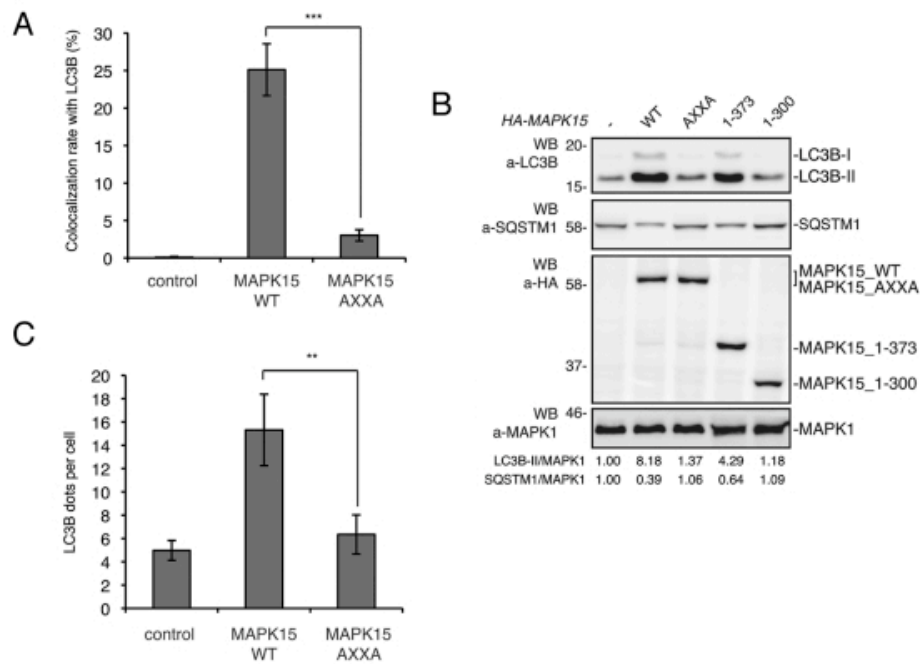 A
Colocalization rate with LC3B (%)
30
25
20
15
10
5
0
***
control
MAPK15
WT
MAPK15
AXXA
B
HA-MAPK15
-
WT
AXXA
1-373
1-300
WB
a-LC3B
20-
15-
-LC3B-I
-LC3B-II
WB
a-SQSTM1
58-
-SQSTM1
WB
a-HA
58-
37-
MAPK15_WT
MAPK15_AXXA
-MAPK15_1-373
-MAPK15_1-300
WB
a-MAPK1
46-
-MAPK1
LC3B-II/MAPK1 1.00 8.18 1.37 4.29 1.18
SQSTM1/MAPK1 1.00 0.39 1.06 0.64 1.09
C
LC3B dots per cell
20
18
16
14
12
10
8
6
4
2
0
**
control
MAPK15
WT
MAPK15
AXXA